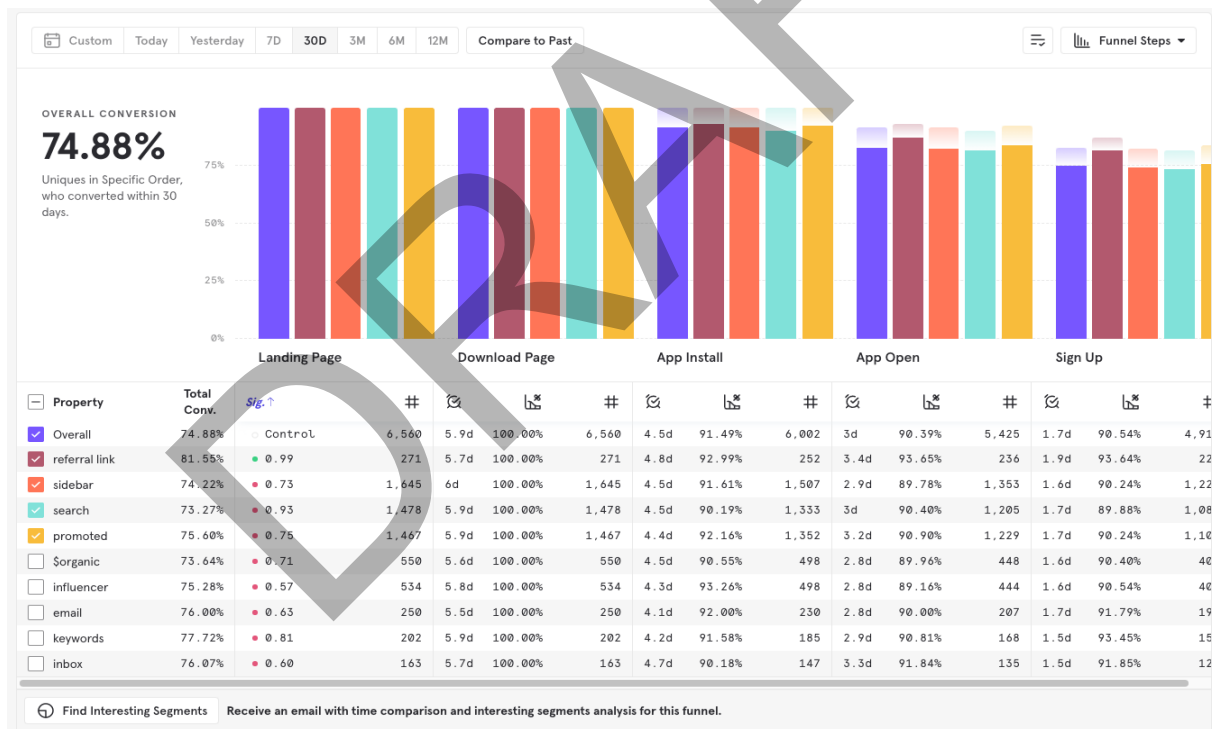 Custom Today Yesterday 7D 30D 3M 6M 12M Compare to Past Funnel Steps
OVERALL CONVERSION
74.88%
Uniques in Specific Order,
who converted within 30
days.
75%
50%
25%
0%
Landing Page Download Page App Install App Open Sign Up
Property Total Conv. Sig.↑ # # # # #
Overall 74.88% Control 6,560 5.9d 100.00% 6,560 4.5d 91.49% 6,002 3d 90.39% 5,425 1.7d 90.54% 4,91
referral link 81.55% 0.99 271 5.7d 100.00% 271 4.8d 92.99% 252 3.4d 93.65% 236 1.9d 93.64% 22
sidebar 74.22% 0.73 1,645 6d 100.00% 1,645 4.5d 91.61% 1,507 2.9d 89.78% 1,353 1.6d 90.24% 1,22
search 73.27% 0.93 1,478 5.9d 100.00% 1,478 4.5d 90.19% 1,333 3d 90.40% 1,205 1.7d 89.88% 1,08
promoted 75.60% 0.75 1,467 5.9d 100.00% 1,467 4.4d 92.16% 1,352 3.2d 90.90% 1,229 1.7d 90.24% 1,10
$organic 73.64% 0.71 550 5.6d 100.00% 550 4.5d 90.55% 498 2.8d 89.96% 448 1.6d 90.40% 40
influencer 75.28% 0.57 534 5.8d 100.00% 534 4.3d 93.26% 498 2.8d 89.16% 444 1.6d 90.54% 40
email 76.00% 0.63 250 5.5d 100.00% 250 4.1d 92.00% 230 2.8d 90.00% 207 1.7d 91.79% 19
keywords 77.72% 0.81 202 5.9d 100.00% 202 4.2d 91.58% 185 2.9d 90.81% 168 1.5d 93.45% 15
inbox 76.07% 0.60 163 5.7d 100.00% 163 4.7d 90.18% 147 3.3d 91.84% 135 1.5d 91.85% 12
Find Interesting Segments Receive an email with time comparison and interesting segments analysis for this funnel.
DRA